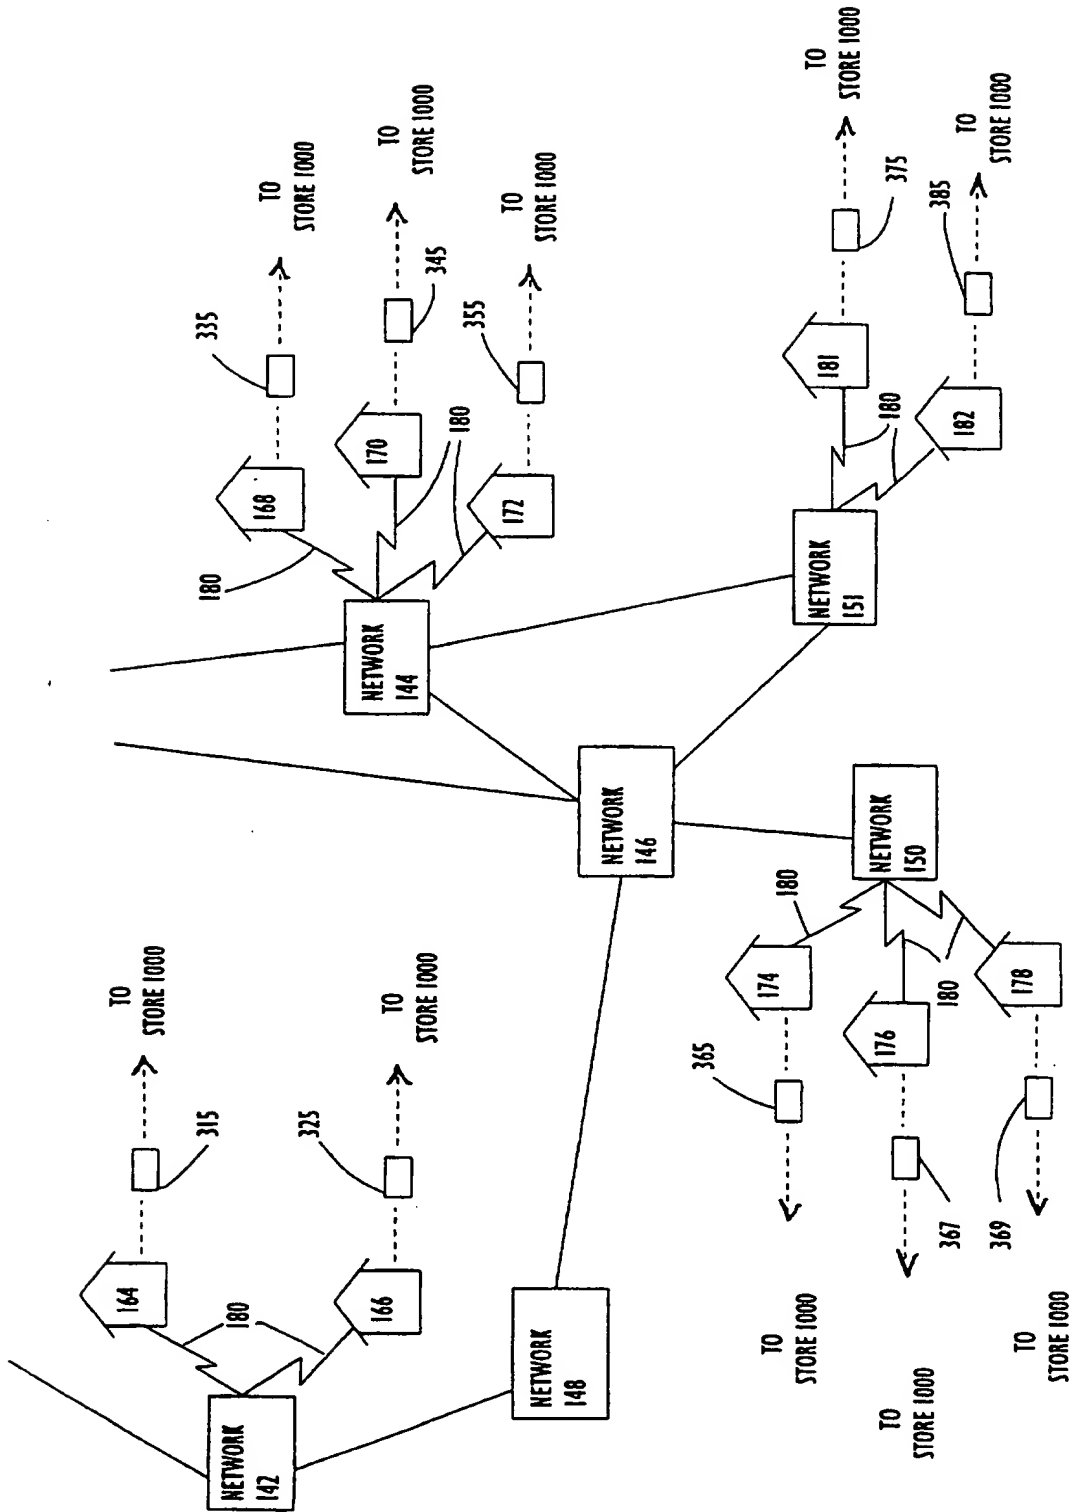 164
315
TO
STORE 1000
180
NETWORK
142
166
325
TO
STORE 1000
NETWORK
148
168
335
TO
STORE 1000
180
170
345
TO
STORE 1000
NETWORK
144
180
172
355
TO
STORE 1000
NETWORK
146
181
375
TO
STORE 1000
180
NETWORK
151
182
385
TO
STORE 1000
NETWORK
150
180
174
365
TO
STORE 1000
176
367
180
TO
STORE 1000
178
369
TO
STORE 1000